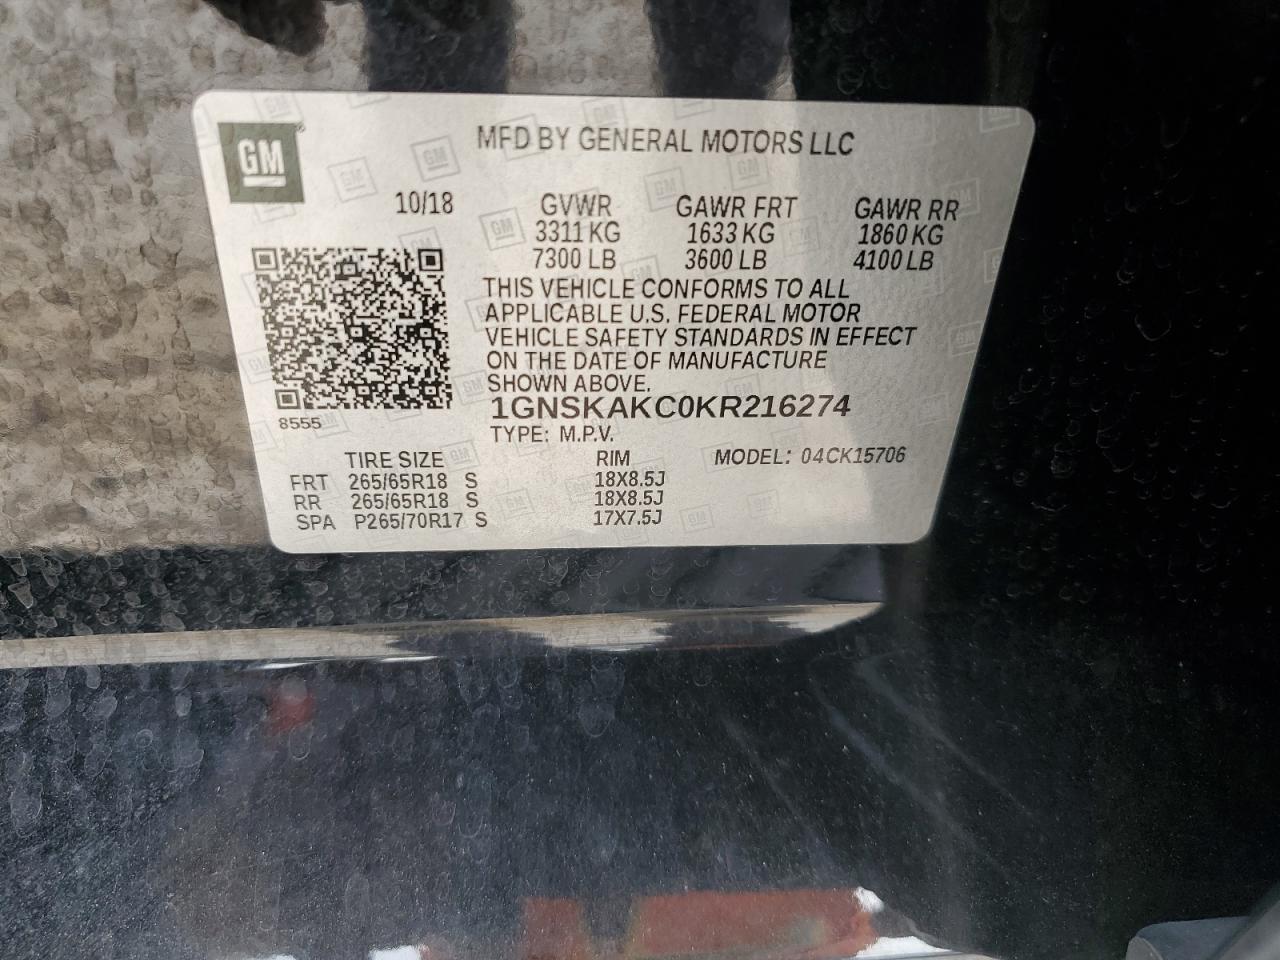 GM
MFD BY GENERAL MOTORS LLC
10/18 GVWR GAWR FRT GAWR RR
3311 KG 1633 KG 1860 KG
7300 LB 3600 LB 4100 LB
THIS VEHICLE CONFORMS TO ALL
APPLICABLE U.S. FEDERAL MOTOR
VEHICLE SAFETY STANDARDS IN EFFECT
ON THE DATE OF MANUFACTURE
SHOWN ABOVE.
8555
1GNSKAKC0KR216274
TYPE: M.P.V.
TIRE SIZE RIM MODEL: 04CK15706
FRT 265/65R18 S 18X8.5J
RR 265/65R18 S 18X8.5J
SPA P265/70R17 S 17X7.5J